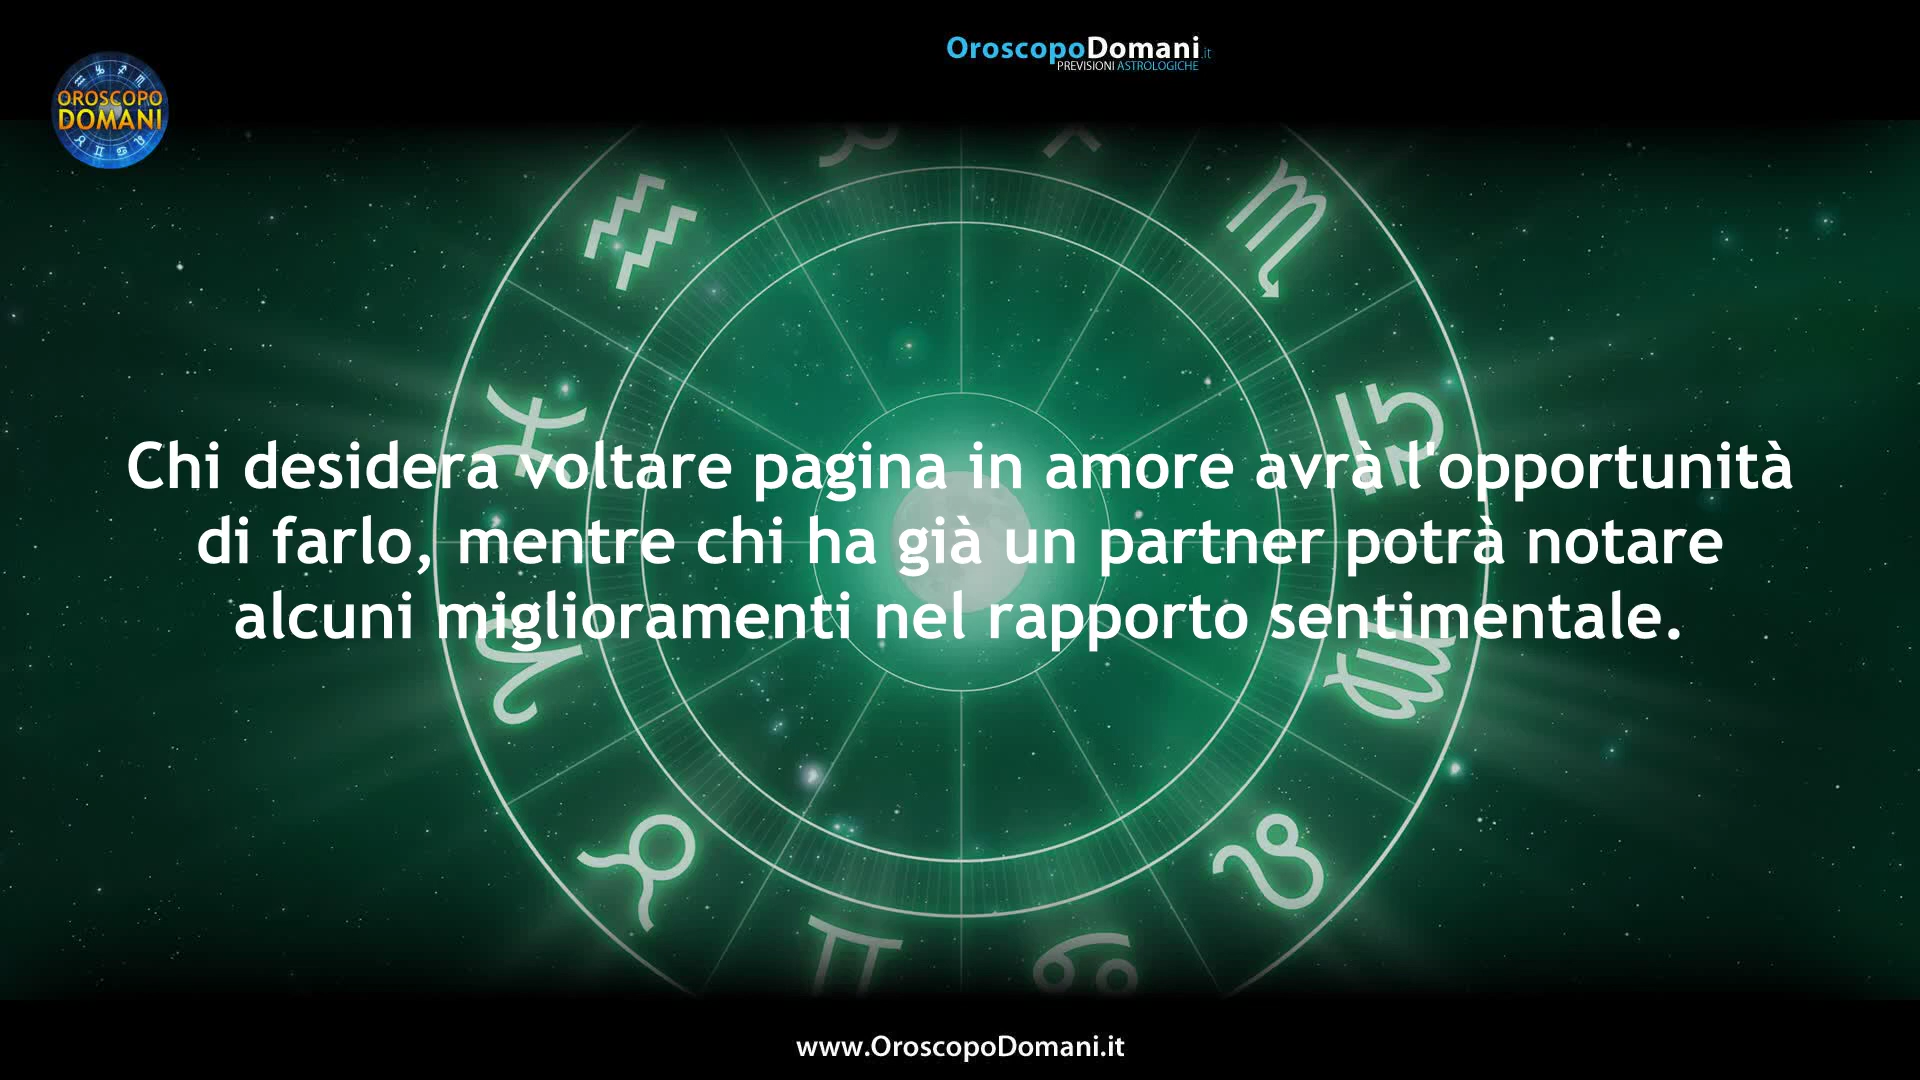 OroscopoDomani.it
PREVISIONI ASTROLOGICHE
OROSCOPO
DOMANI
Chi desidera voltare pagina in amore avrà l'opportunità
di farlo, mentre chi ha già un partner potrà notare
alcuni miglioramenti nel rapporto sentimentale.
www.OroscopoDomani.it